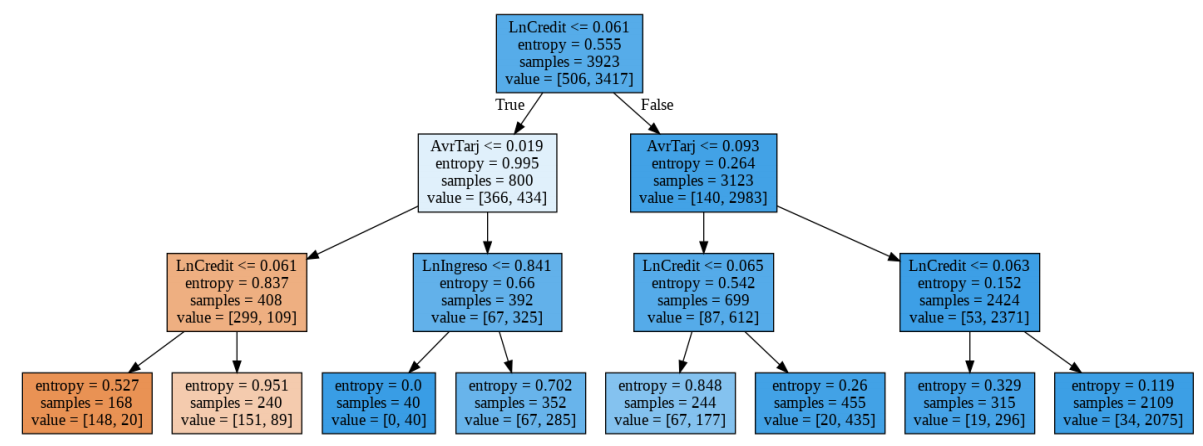 LnCredit <= 0.061
entropy = 0.555
samples = 3923
value = [506, 3417]
True
False
AvrTarj <= 0.019
entropy = 0.995
samples = 800
value = [366, 434]
AvrTarj <= 0.093
entropy = 0.264
samples = 3123
value = [140, 2983]
LnCredit <= 0.061
entropy = 0.837
samples = 408
value = [299, 109]
LnIngreso <= 0.841
entropy = 0.66
samples = 392
value = [67, 325]
LnCredit <= 0.065
entropy = 0.542
samples = 699
value = [87, 612]
LnCredit <= 0.063
entropy = 0.152
samples = 2424
value = [53, 2371]
entropy = 0.527
samples = 168
value = [148, 20]
entropy = 0.951
samples = 240
value = [151, 89]
entropy = 0.0
samples = 40
value = [0, 40]
entropy = 0.702
samples = 352
value = [67, 285]
entropy = 0.848
samples = 244
value = [67, 177]
entropy = 0.26
samples = 455
value = [20, 435]
entropy = 0.329
samples = 315
value = [19, 296]
entropy = 0.119
samples = 2109
value = [34, 2075]